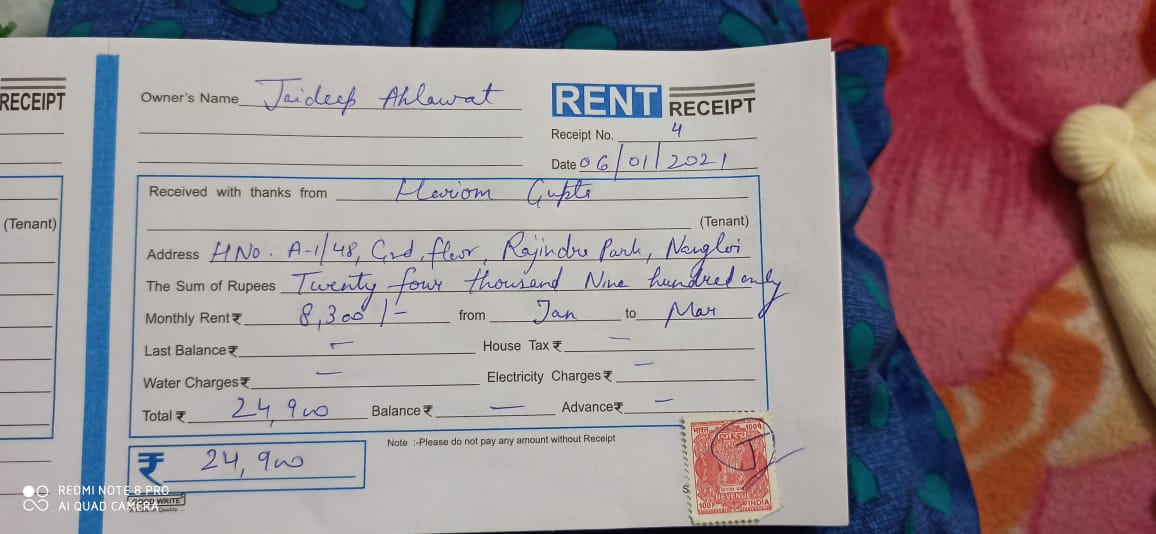 RECEIPT
(Tenant)
Owner's Name Jaideep Ahlawat
RENT RECEIPT
Receipt No. 4
Date 06/01/2021
Received with thanks from Hariom Gupta
(Tenant)
Address H No. A-1/48, Grd. floor, Rajindra Park, Nangloi
The Sum of Rupees Twenty four thousand Nine hundred only
Monthly Rent ₹ 8,300/- from Jan to Mar
Last Balance ₹ - House Tax ₹ -
Water Charges ₹ - Electricity Charges ₹ -
Total ₹ 24,900 Balance ₹ - Advance ₹ -
Note :-Please do not pay any amount without Receipt
₹ 24,900
भारत 100प
REVENUE
100P INDIA
GOOD WRITE
REDMI NOTE 8 PRO
AI QUAD CAMERA